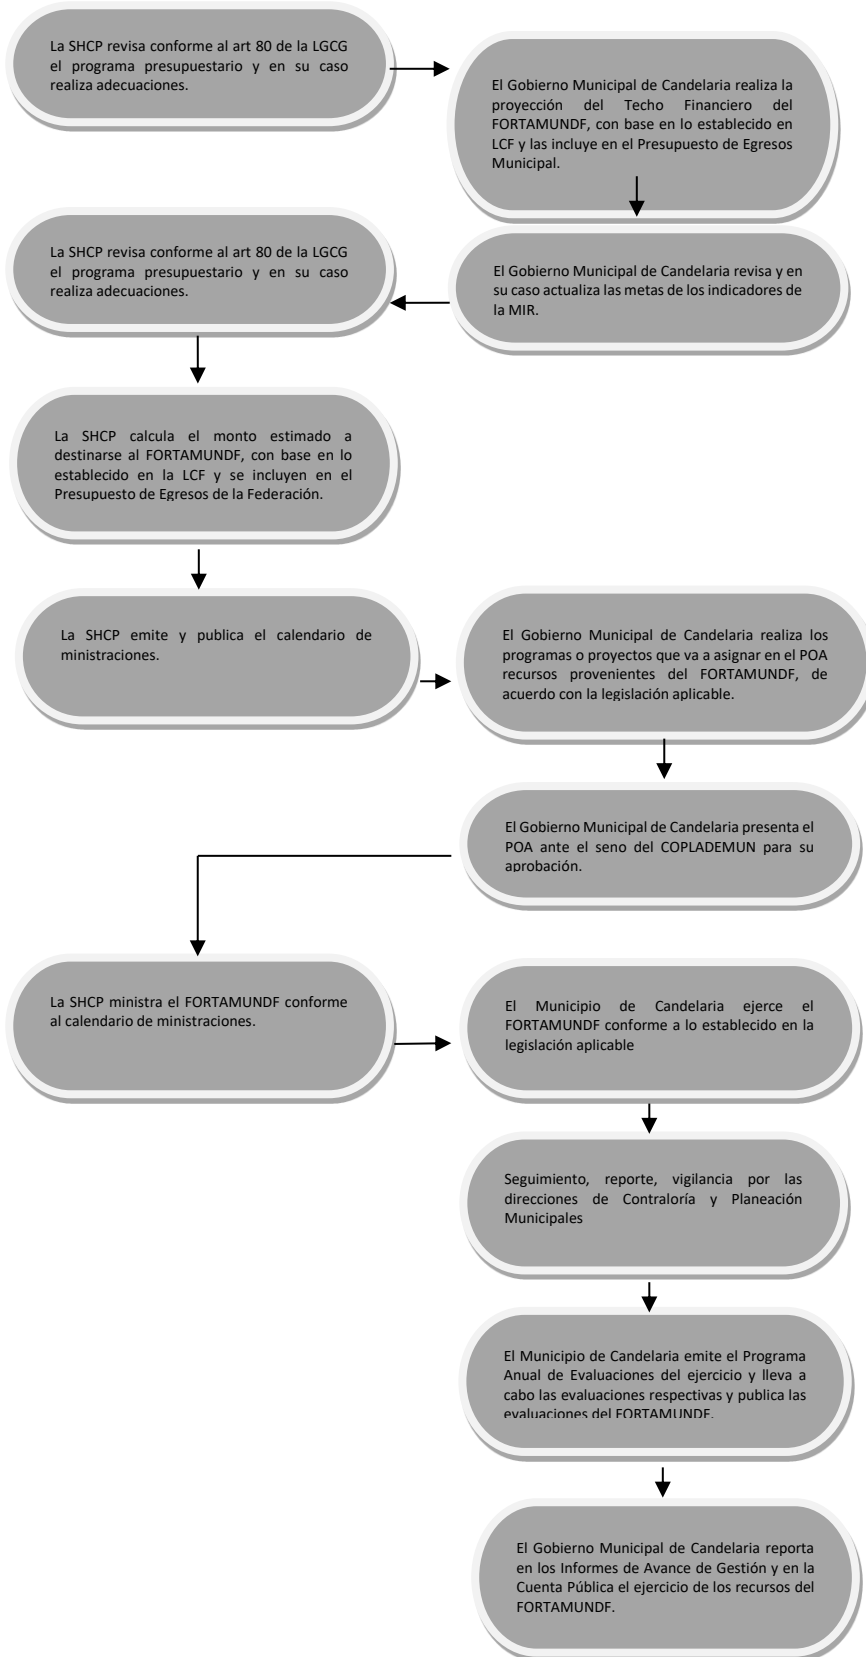 La SHCP revisa conforme al art 80 de la LGCG
el programa presupuestario y en su caso
realiza adecuaciones.
El Gobierno Municipal de Candelaria realiza la
proyección del Techo Financiero del
FORTAMUNDF, con base en lo establecido en
LCF y las incluye en el Presupuesto de Egresos
Municipal.
La SHCP revisa conforme al art 80 de la LGCG
el programa presupuestario y en su caso
realiza adecuaciones.
El Gobierno Municipal de Candelaria revisa y en
su caso actualiza las metas de los indicadores de
la MIR.
La SHCP calcula el monto estimado a
destinarse al FORTAMUNDF, con base en lo
establecido en la LCF y se incluyen en el
Presupuesto de Egresos de la Federación.
La SHCP emite y publica el calendario de
ministraciones.
El Gobierno Municipal de Candelaria realiza los
programas o proyectos que va a asignar en el POA
recursos provenientes del FORTAMUNDF, de
acuerdo con la legislación aplicable.
El Gobierno Municipal de Candelaria presenta el
POA ante el seno del COPLADEMUN para su
aprobación.
La SHCP ministra el FORTAMUNDF conforme
al calendario de ministraciones.
El Municipio de Candelaria ejerce el
FORTAMUNDF conforme a lo establecido en la
legislación aplicable
Seguimiento, reporte, vigilancia por las
direcciones de Contraloría y Planeación
Municipales
El Municipio de Candelaria emite el Programa
Anual de Evaluaciones del ejercicio y lleva a
cabo las evaluaciones respectivas y publica las
evaluaciones del FORTAMUNDF.
El Gobierno Municipal de Candelaria reporta
en los Informes de Avance de Gestión y en la
Cuenta Pública el ejercicio de los recursos del
FORTAMUNDF.